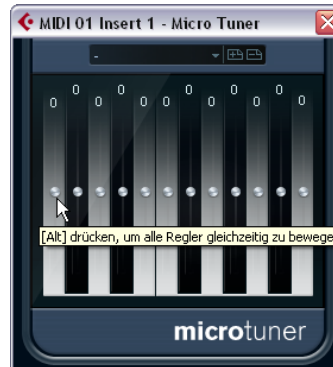 MIDI 01 Insert 1 - Micro Tuner
-
0 0 0 0 0 0 0 0 0 0 0 0
[Alt] drücken, um alle Regler gleichzeitig zu bewege
microtuner